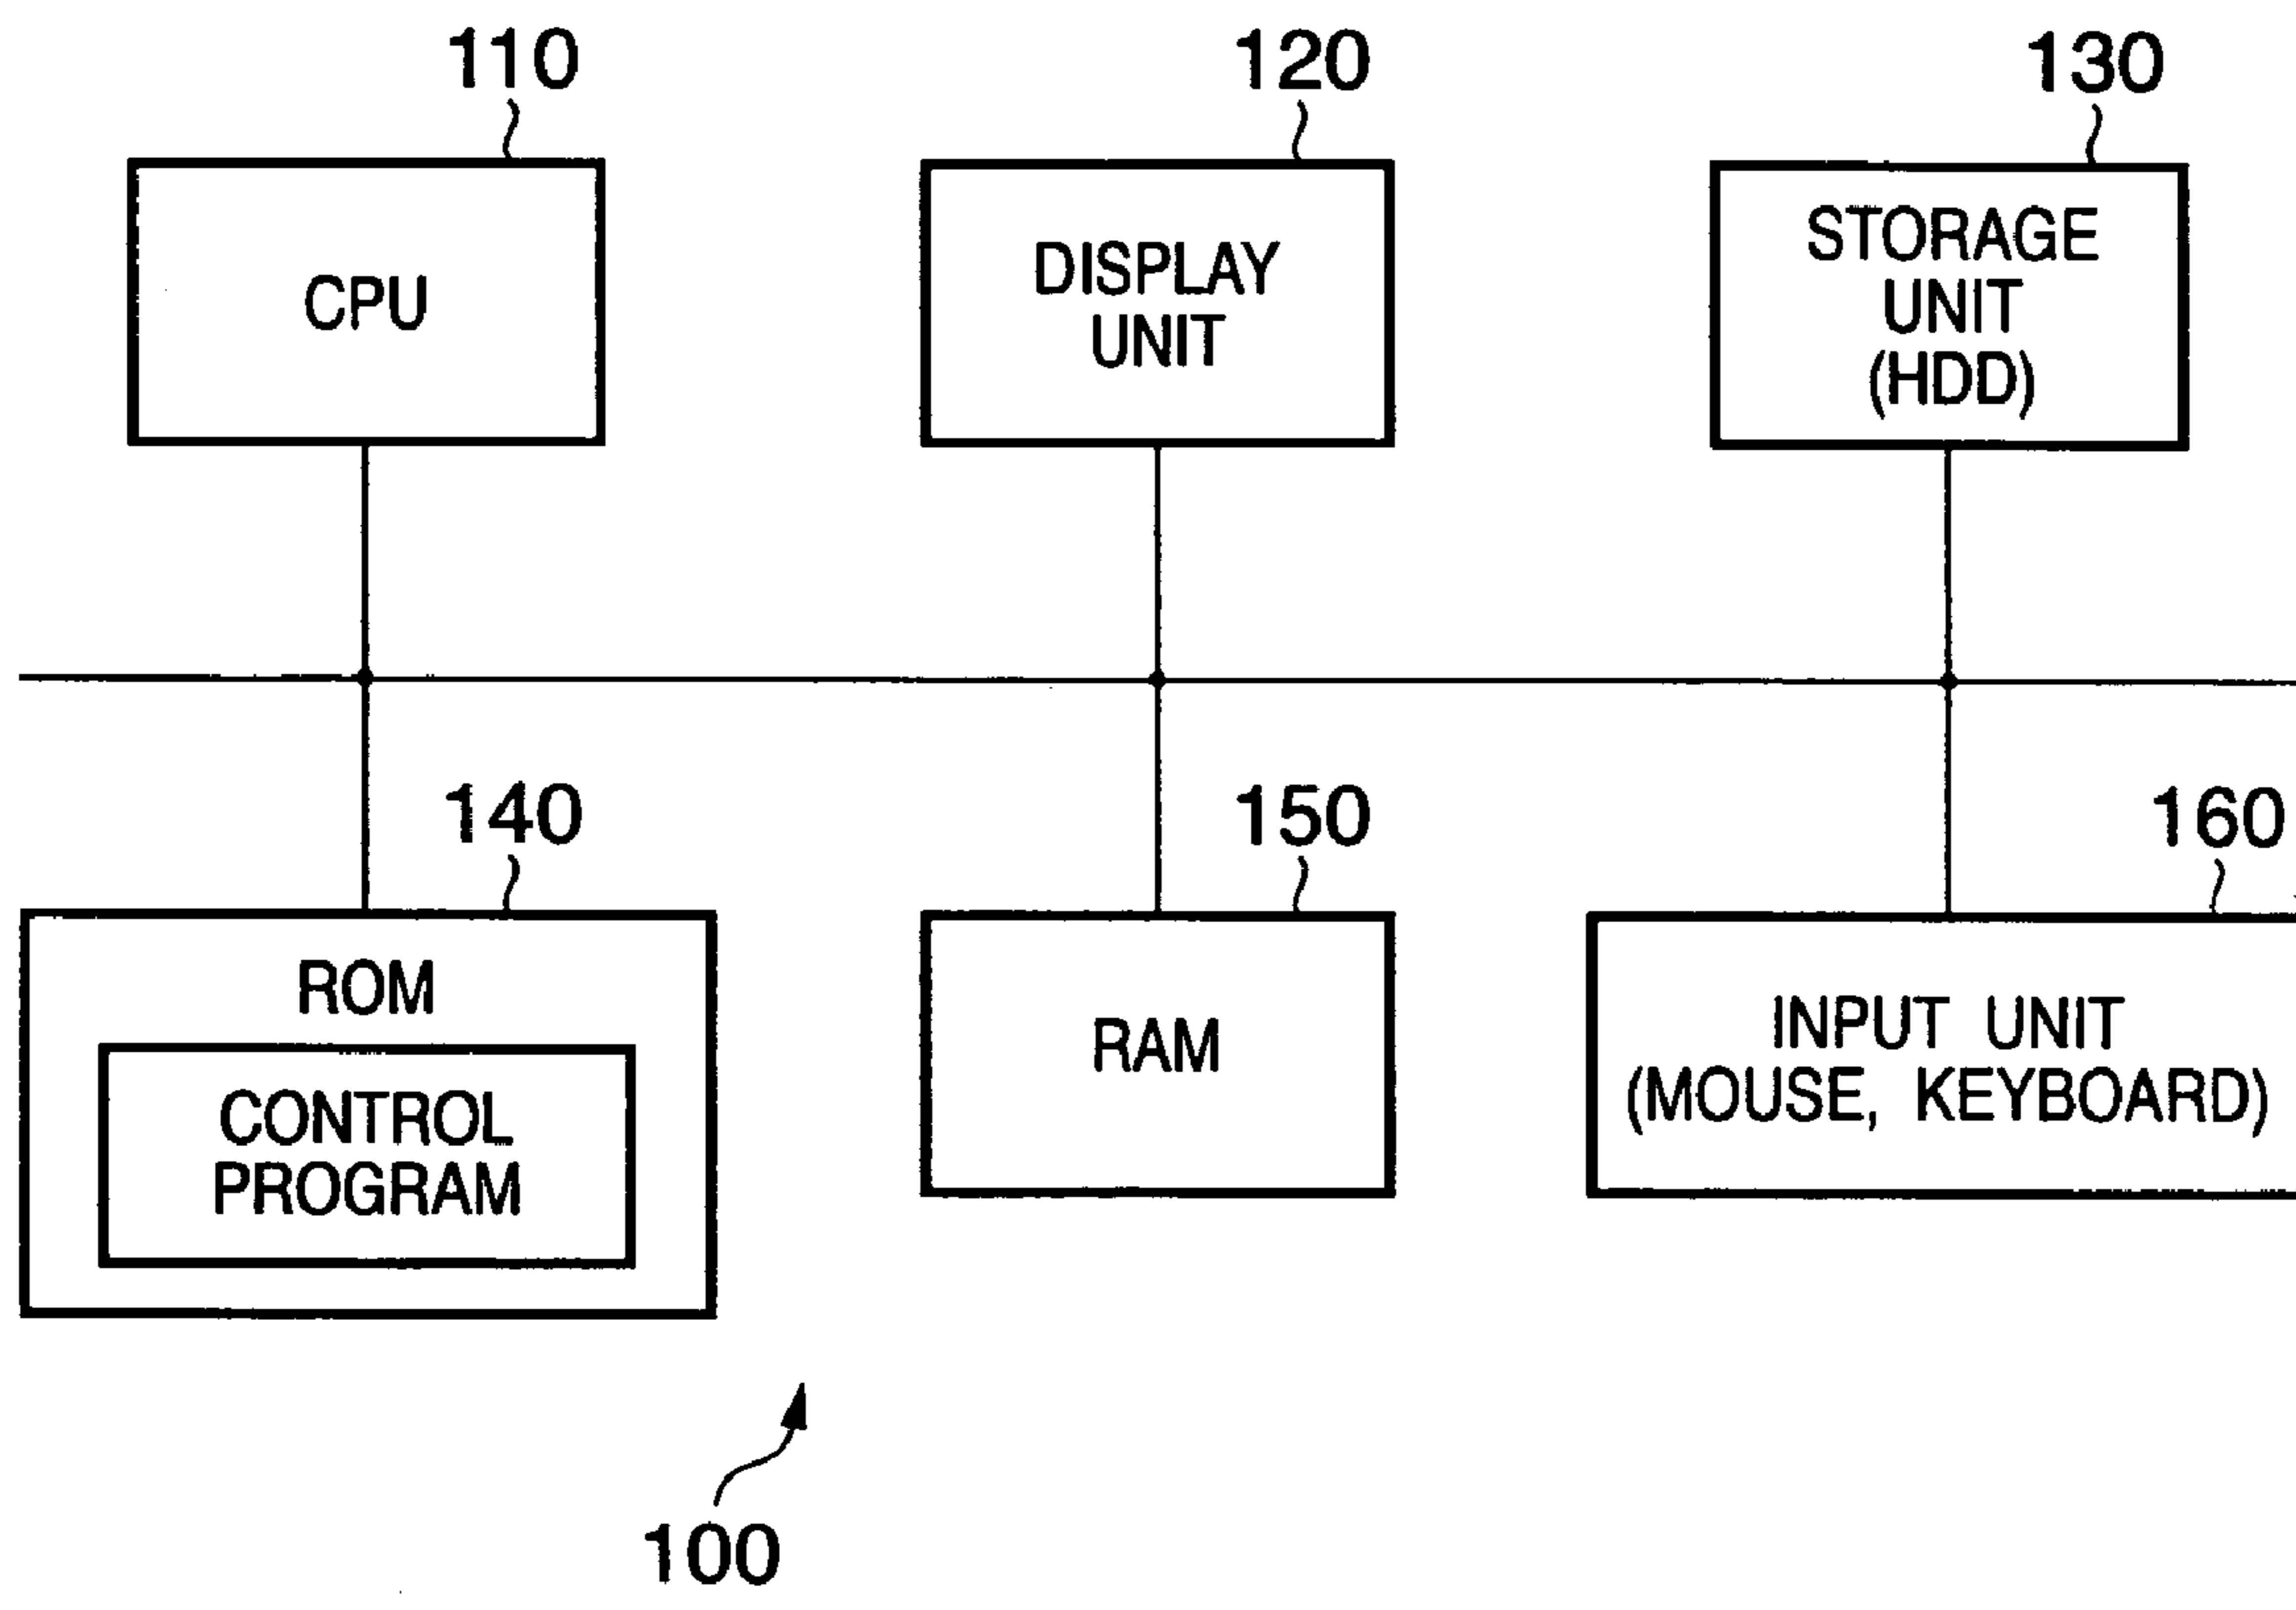 110
120
130
CPU
DISPLAY
UNIT
STORAGE
UNIT
(HDD)
140
150
160
ROM
CONTROL
PROGRAM
RAM
INPUT UNIT
(MOUSE, KEYBOARD)
100